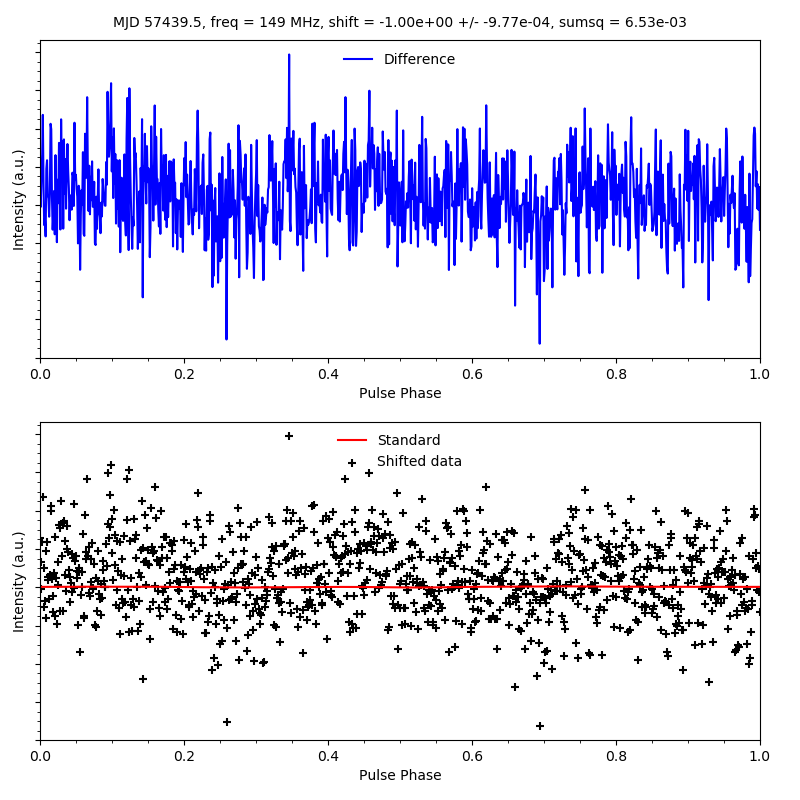 MJD 57439.5, freq = 149 MHz, shift = -1.00e+00 +/- -9.77e-04, sumsq = 6.53e-03
Difference
Intensity (a.u.)
0.0 0.2 0.4 0.6 0.8 1.0
Pulse Phase
Standard
Shifted data
Intensity (a.u.)
0.0 0.2 0.4 0.6 0.8 1.0
Pulse Phase